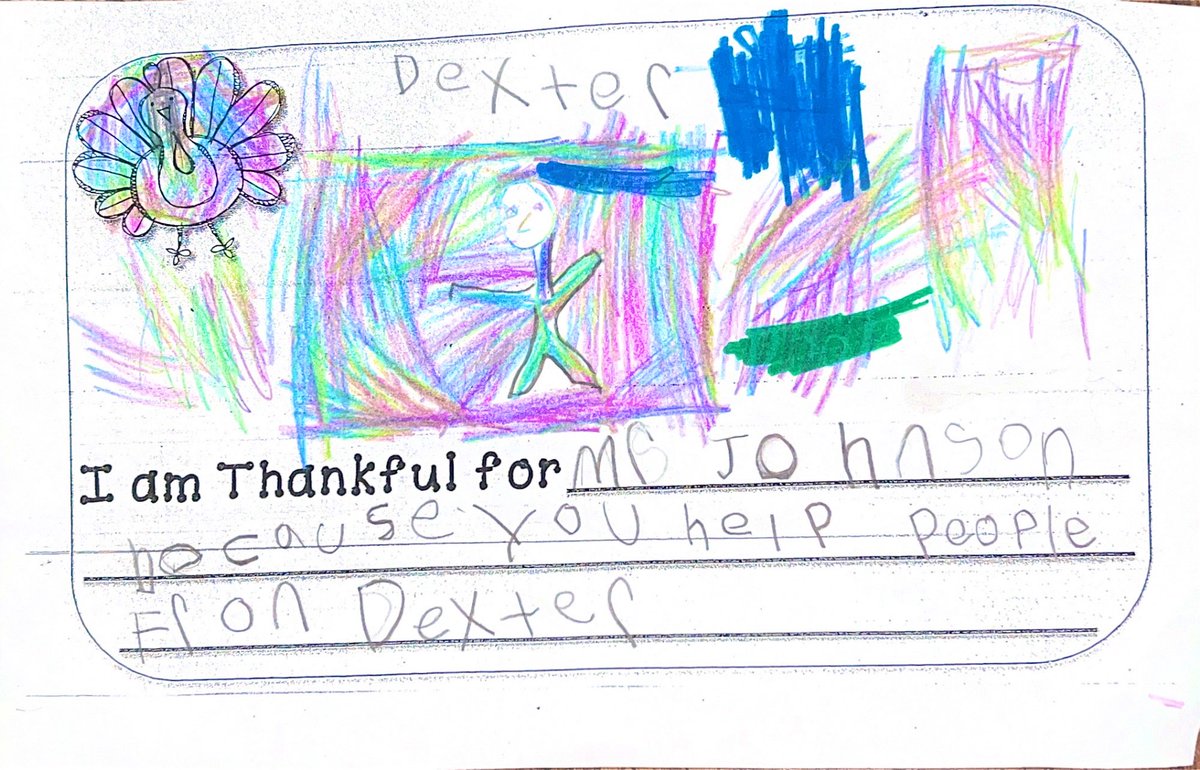 Dexter
I am Thankful for MS Johnson
because you help people
Fron Dexter